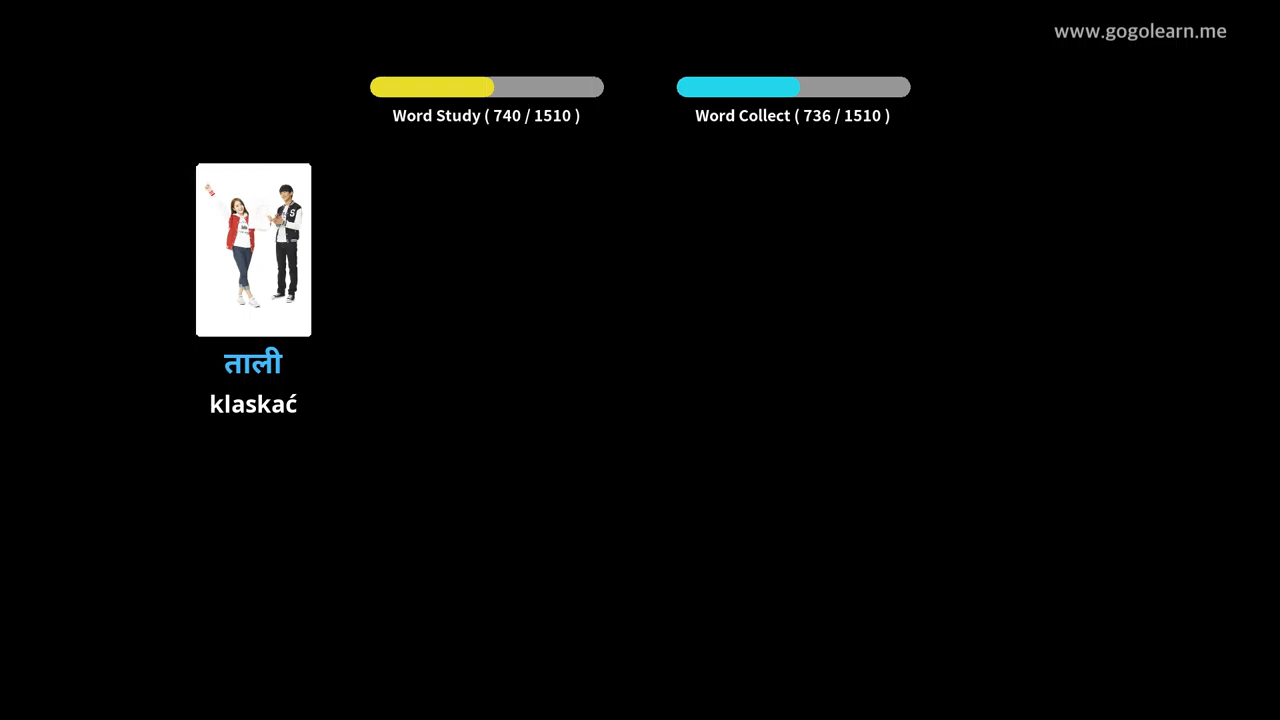 www.gogolearn.me
Word Study ( 740 / 1510 )
Word Collect ( 736 / 1510 )
ताली
klaskać